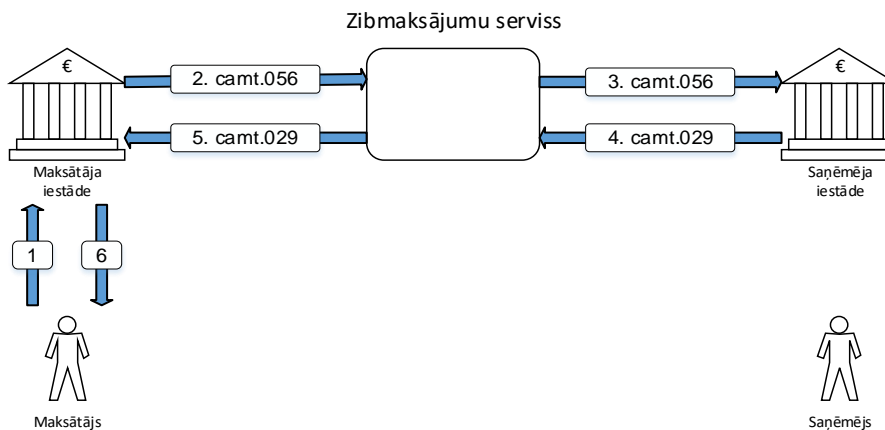 Zibmaksājumu serviss
€
€
2. camt.056
3. camt.056
5. camt.029
4. camt.029
Maksātāja
iestāde
Saņēmēja
iestāde
1
6
Maksātājs
Saņēmējs